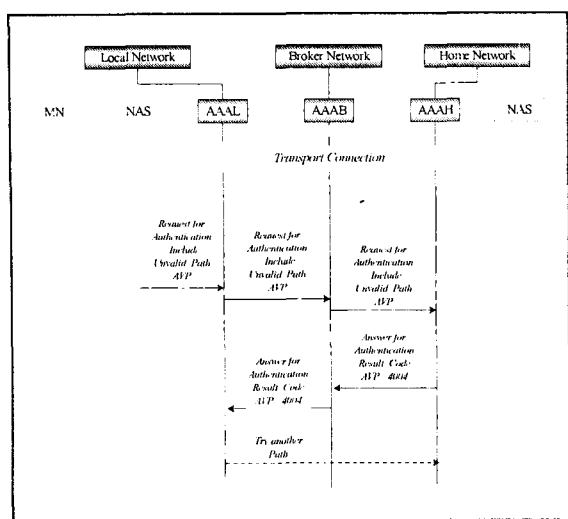 Local Network
Broker Network
Home Network
MN
NAS
AAAL
AAAB
AAAH
NAS
Transport Connection
Request for
Authentication
Include
Unvalid Path
AVP
Request for
Authentication
Include
Unvalid Path
AVP
Request for
Authentication
Include
Unvalid Path
AVP
Answer for
Authentication
Result Code
AVP 4004
Answer for
Authentication
Result Code
AVP 4004
Try another
Path